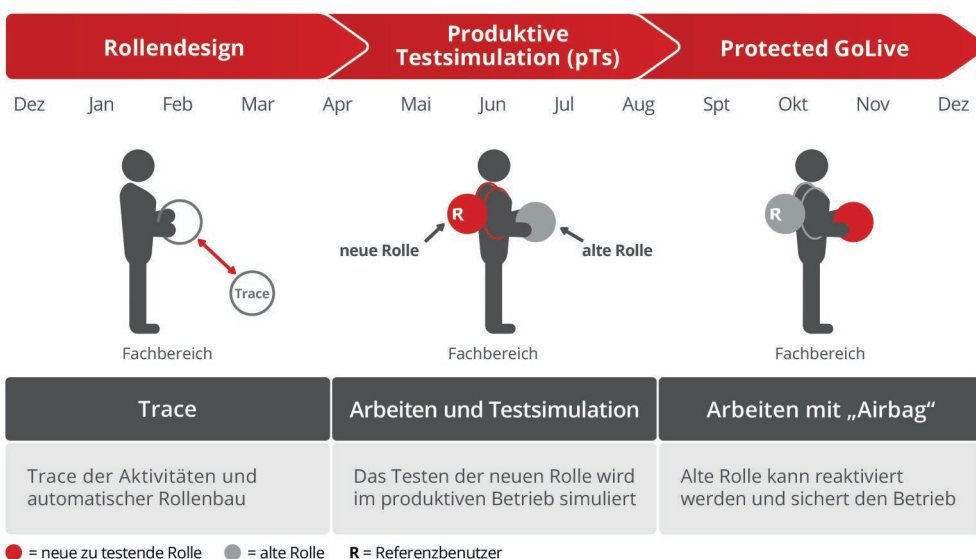 Rollendesign
Produktive
Testsimulation (pTs)
Protected GoLive
Dez Jan Feb Mar Apr Mai Jun Jul Aug Spt Okt Nov Dez
Trace
R
neue Rolle
alte Rolle
R
Fachbereich
Fachbereich
Fachbereich
Trace
Arbeiten und Testsimulation
Arbeiten mit „Airbag“
Trace der Aktivitäten und
automatischer Rollenbau
Das Testen der neuen Rolle wird
im produktiven Betrieb simuliert
Alte Rolle kann reaktiviert
werden und sichert den Betrieb
= neue zu testende Rolle = alte Rolle R = Referenzbenutzer